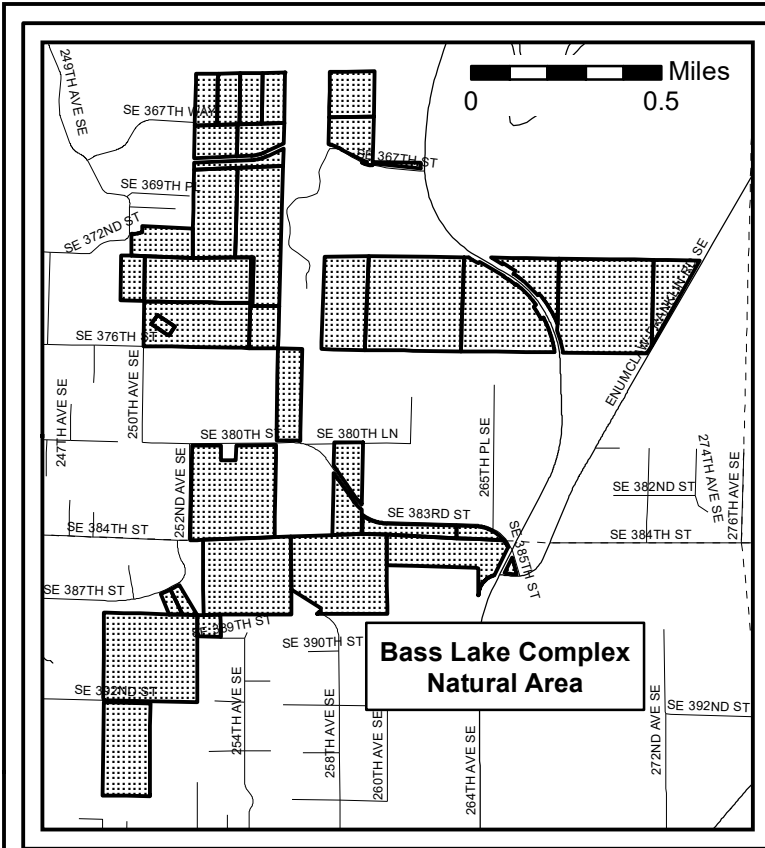 249TH AVE SE
Miles
0
0.5
SE 367TH WAY
SE 367TH ST
SE 369TH PL
SE 372ND ST
ENUMCLAW-FRANKLIN RD SE
SE 376TH ST
247TH AVE SE
250TH AVE SE
252ND AVE SE
SE 380TH ST
SE 380TH LN
265TH PL SE
274TH AVE SE
276TH AVE SE
SE 382ND ST
SE 383RD ST
SE 384TH ST
SE 384TH ST
SE 385TH ST
SE 387TH ST
SE 389TH ST
SE 390TH ST
Bass Lake Complex
Natural Area
SE 392ND ST
SE 392ND ST
254TH AVE SE
258TH AVE SE
260TH AVE SE
264TH AVE SE
272ND AVE SE